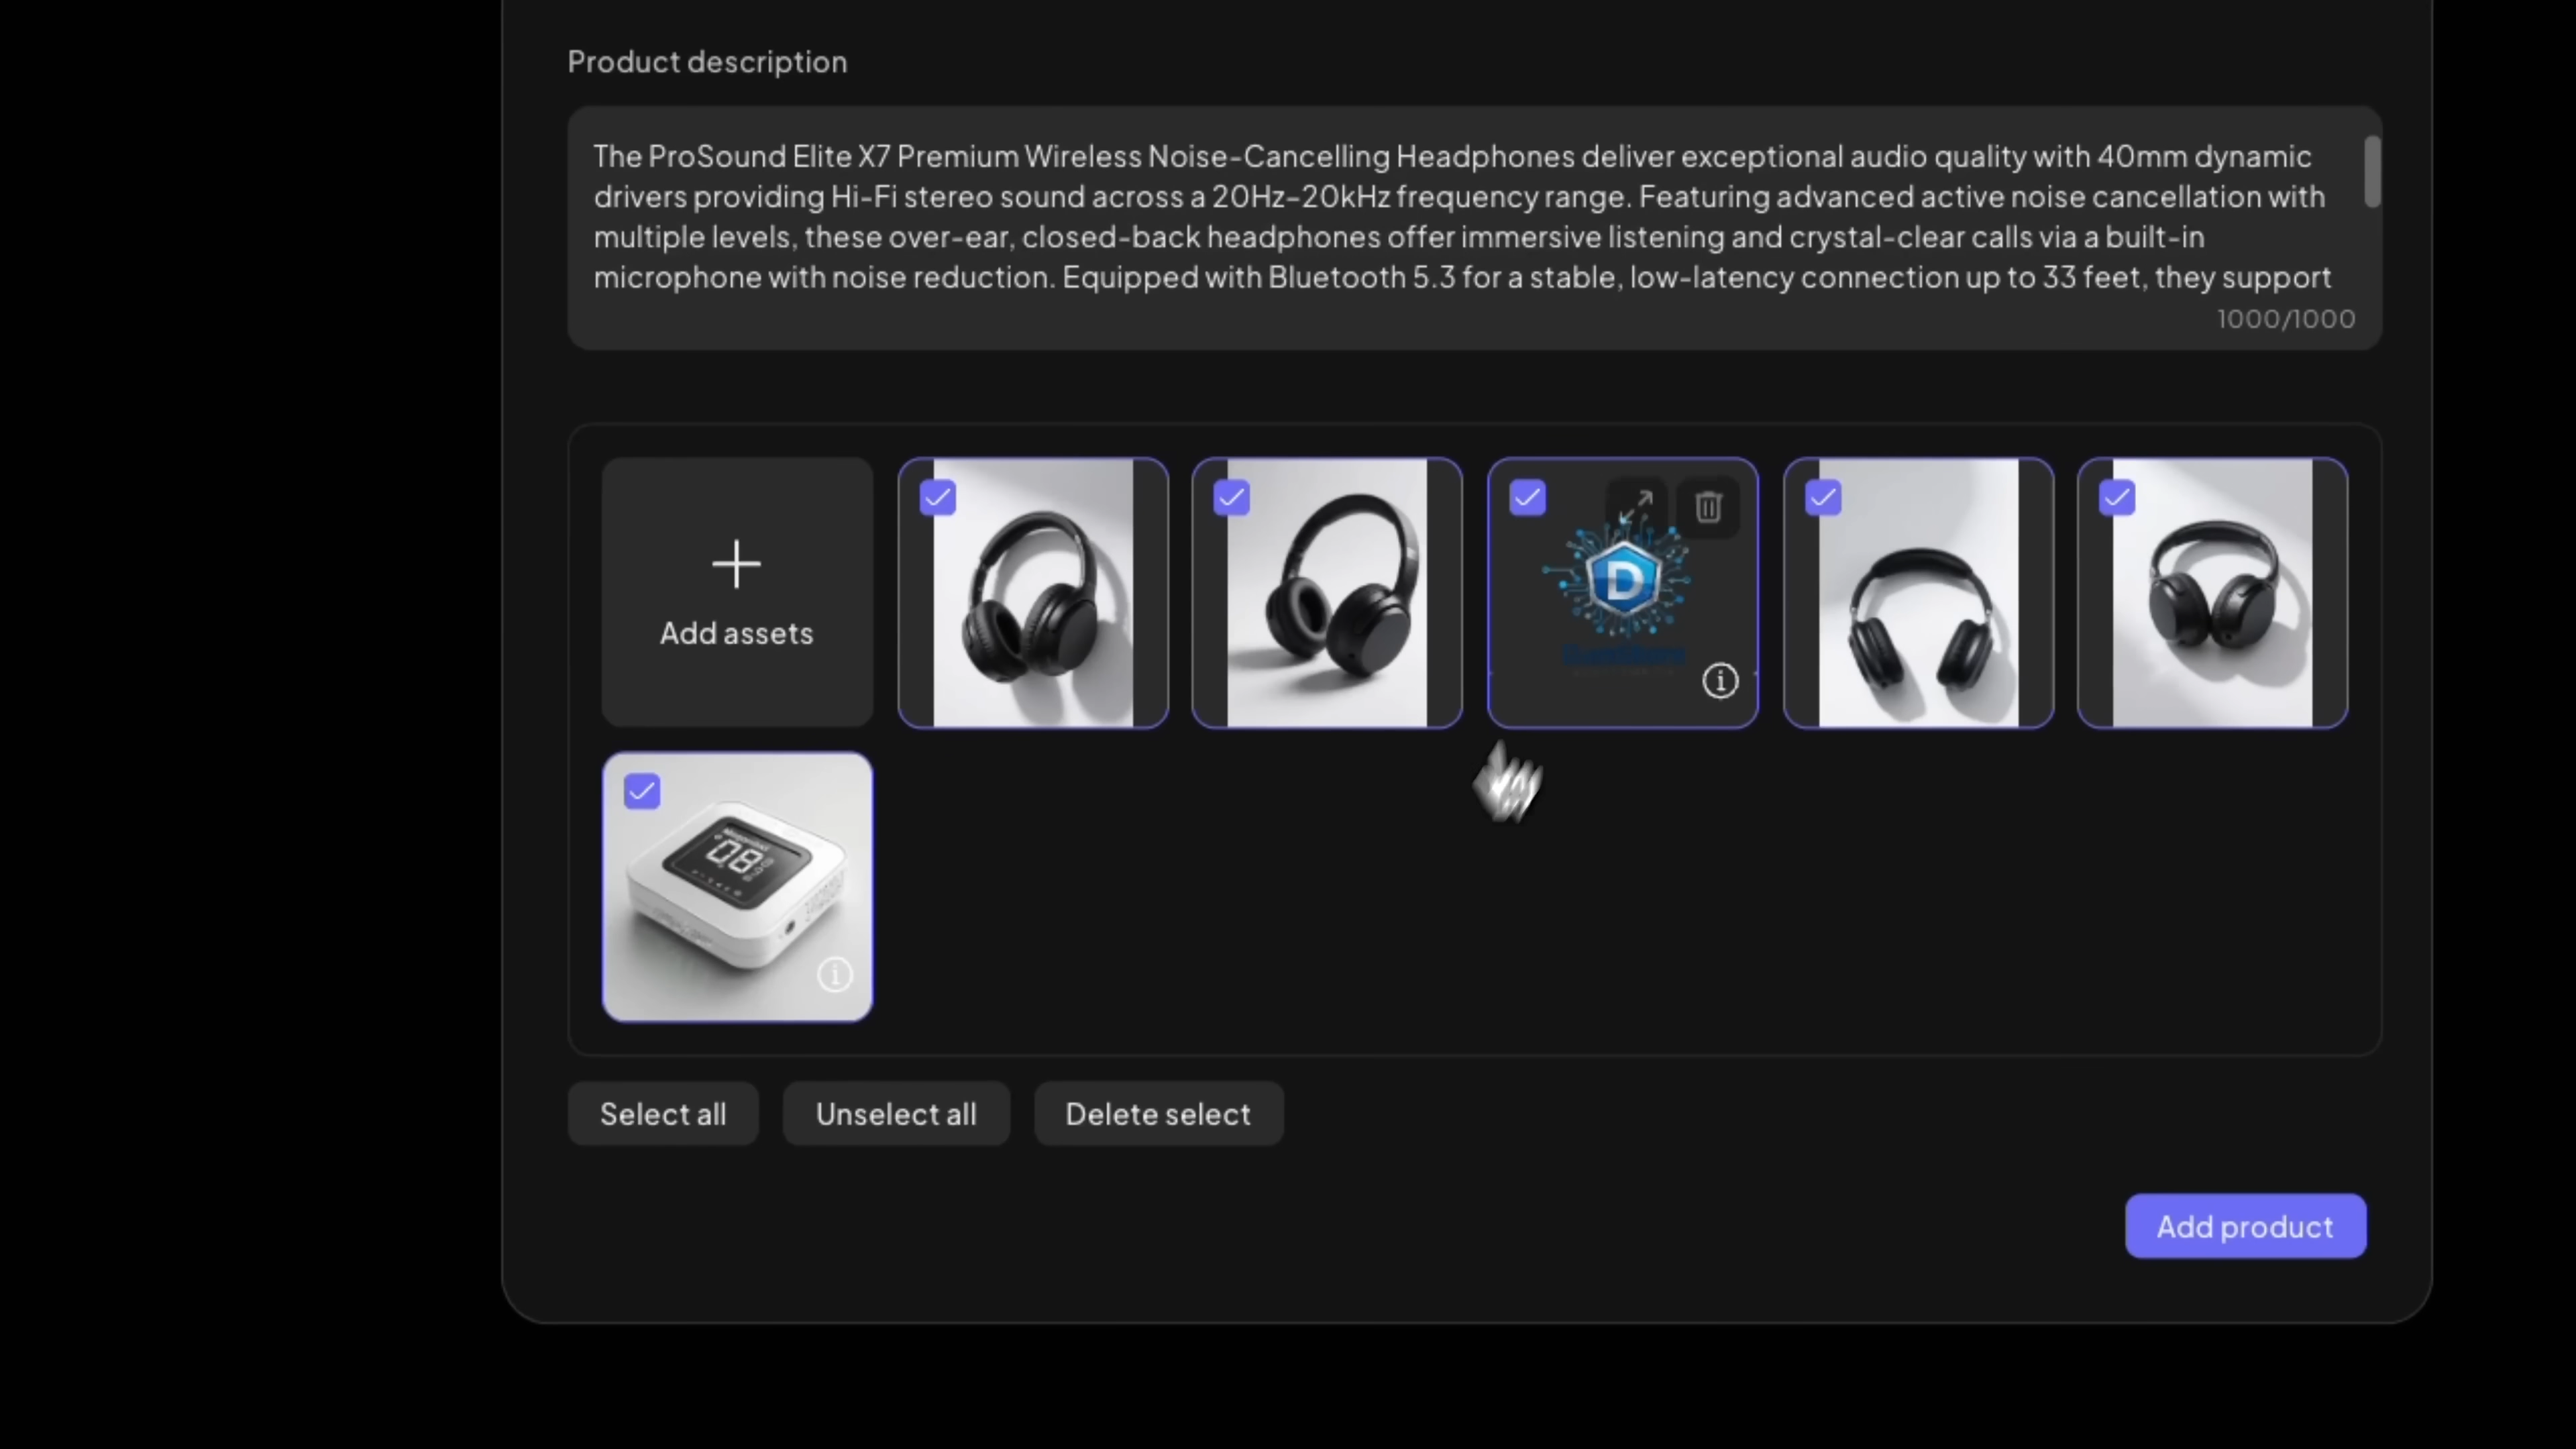 Product description
The ProSound Elite X7 Premium Wireless Noise-Cancelling Headphones deliver exceptional audio quality with 40mm dynamic
drivers providing Hi-Fi stereo sound across a 20Hz–20kHz frequency range. Featuring advanced active noise cancellation with
multiple levels, these over-ear, closed-back headphones offer immersive listening and crystal-clear calls via a built-in
microphone with noise reduction. Equipped with Bluetooth 5.3 for a stable, low-latency connection up to 33 feet, they support
1000/1000
Add assets
D
08
Select all
Unselect all
Delete select
Add product